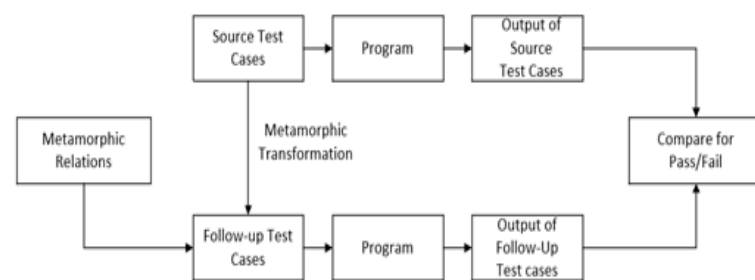 Source Test
Cases
Program
Output of
Source
Test Cases
Metamorphic
Relations
Metamorphic
Transformation
Compare for
Pass/Fail
Follow-up Test
Cases
Program
Output of
Follow-Up
Test cases